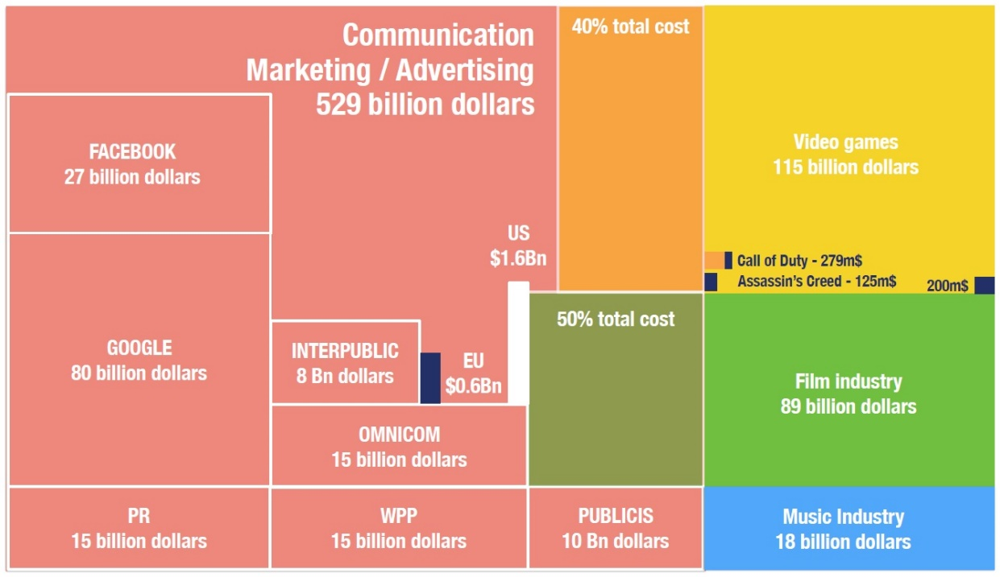 Communication
Marketing / Advertising
529 billion dollars
40% total cost
FACEBOOK
27 billion dollars
Video games
115 billion dollars
US
$1.6Bn
Call of Duty - 279m$
Assassin's Creed - 125m$
200m$
50% total cost
GOOGLE
80 billion dollars
INTERPUBLIC
8 Bn dollars
EU
$0.6Bn
Film industry
89 billion dollars
OMNICOM
15 billion dollars
PR
15 billion dollars
WPP
15 billion dollars
PUBLICIS
10 Bn dollars
Music Industry
18 billion dollars